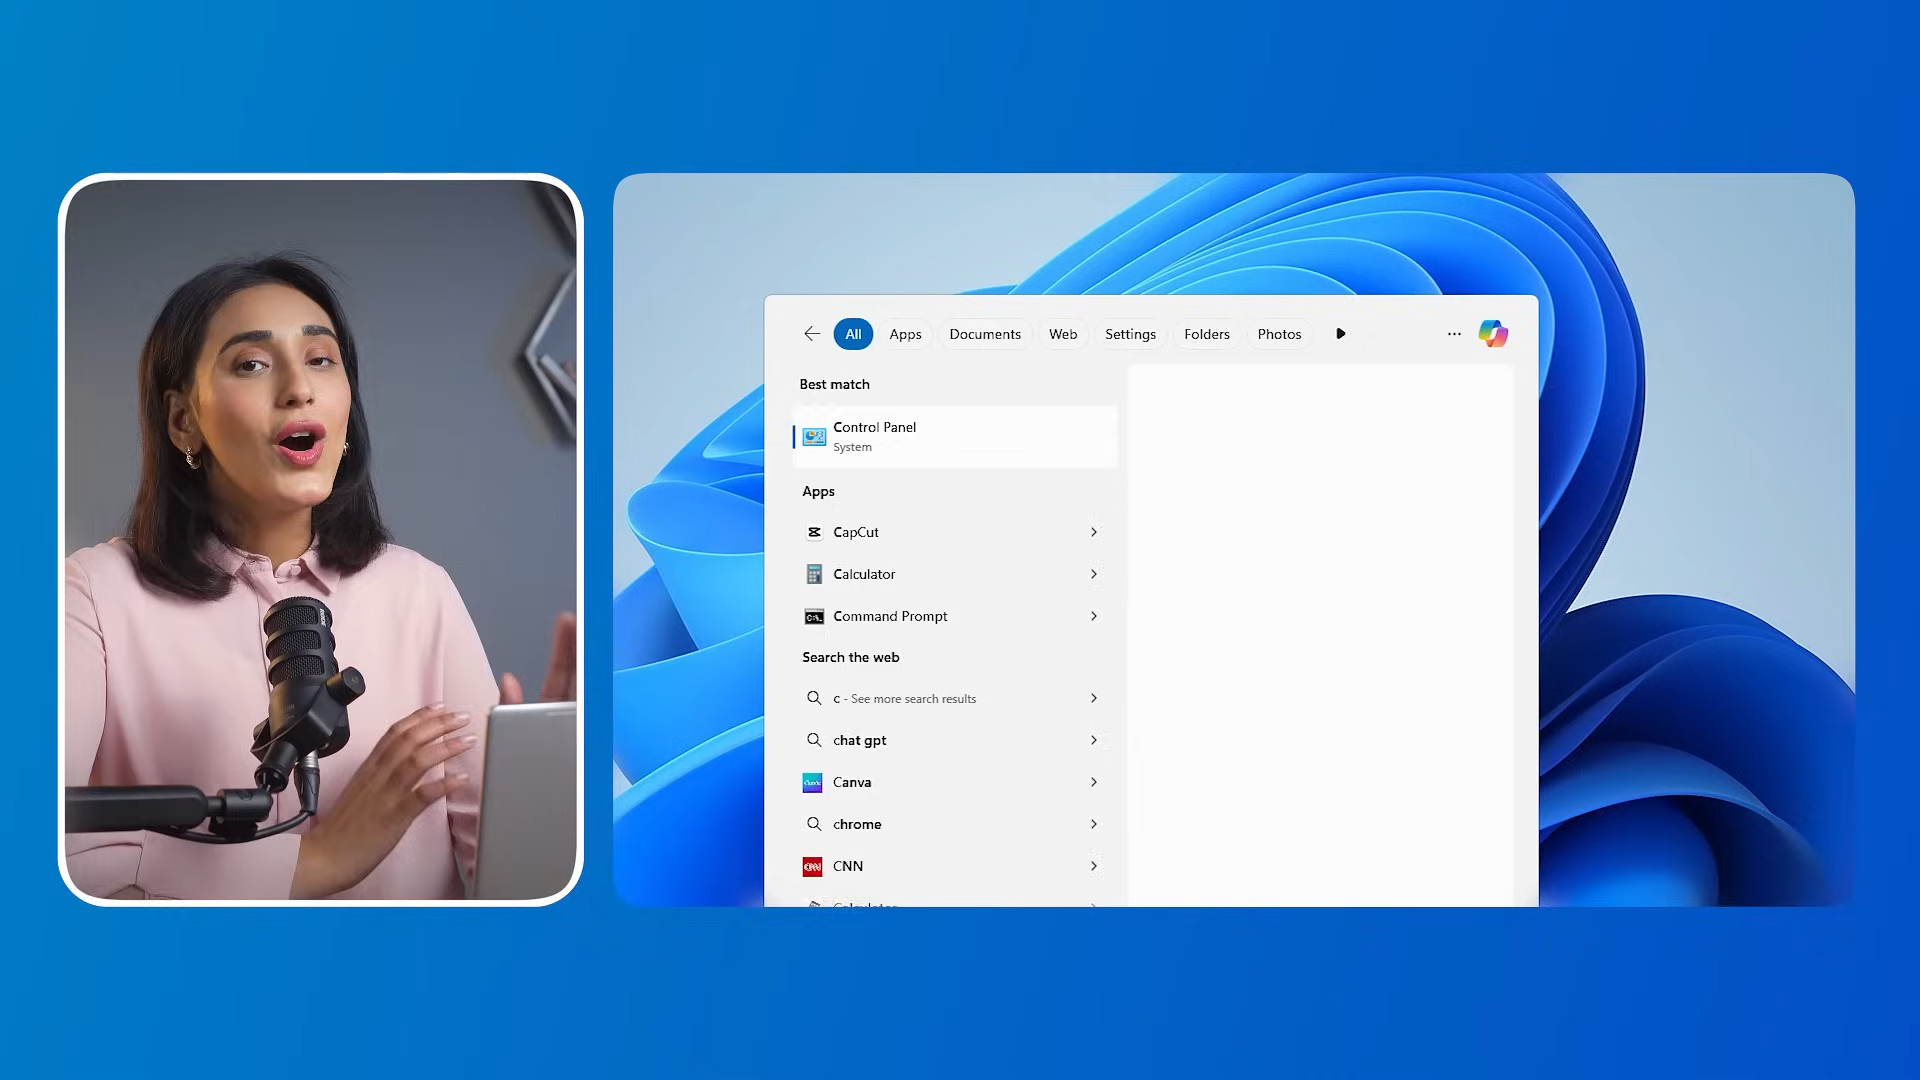 All Apps Documents Web Settings Folders Photos
Best match
Control Panel
System
Apps
CapCut
Calculator
Command Prompt
Search the web
c - See more search results
chat gpt
Canva
chrome
CNN